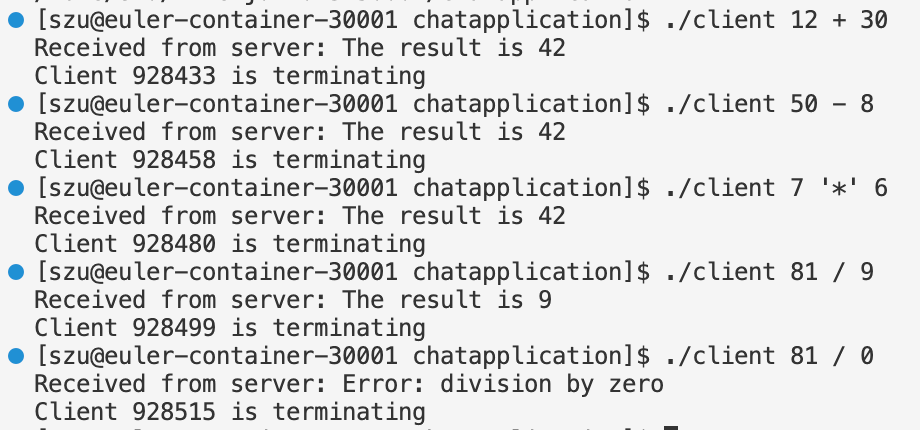 [szu@euler-container-30001 chatapplication]$ ./client 12 + 30
Received from server: The result is 42
Client 928433 is terminating
[szu@euler-container-30001 chatapplication]$ ./client 50 - 8
Received from server: The result is 42
Client 928458 is terminating
[szu@euler-container-30001 chatapplication]$ ./client 7 '*' 6
Received from server: The result is 42
Client 928480 is terminating
[szu@euler-container-30001 chatapplication]$ ./client 81 / 9
Received from server: The result is 9
Client 928499 is terminating
[szu@euler-container-30001 chatapplication]$ ./client 81 / 0
Received from server: Error: division by zero
Client 928515 is terminating